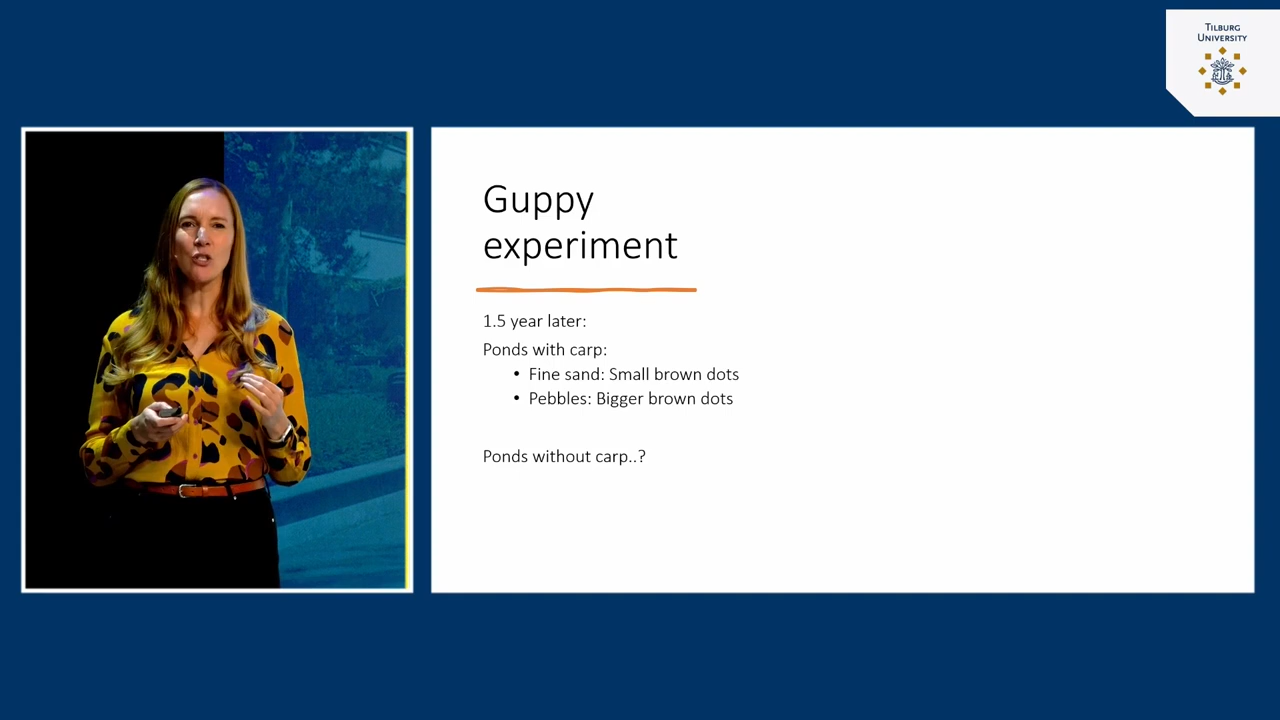 TILBURG
UNIVERSITY
Guppy
experiment
1.5 year later:
Ponds with carp:
• Fine sand: Small brown dots
• Pebbles: Bigger brown dots
Ponds without carp..?